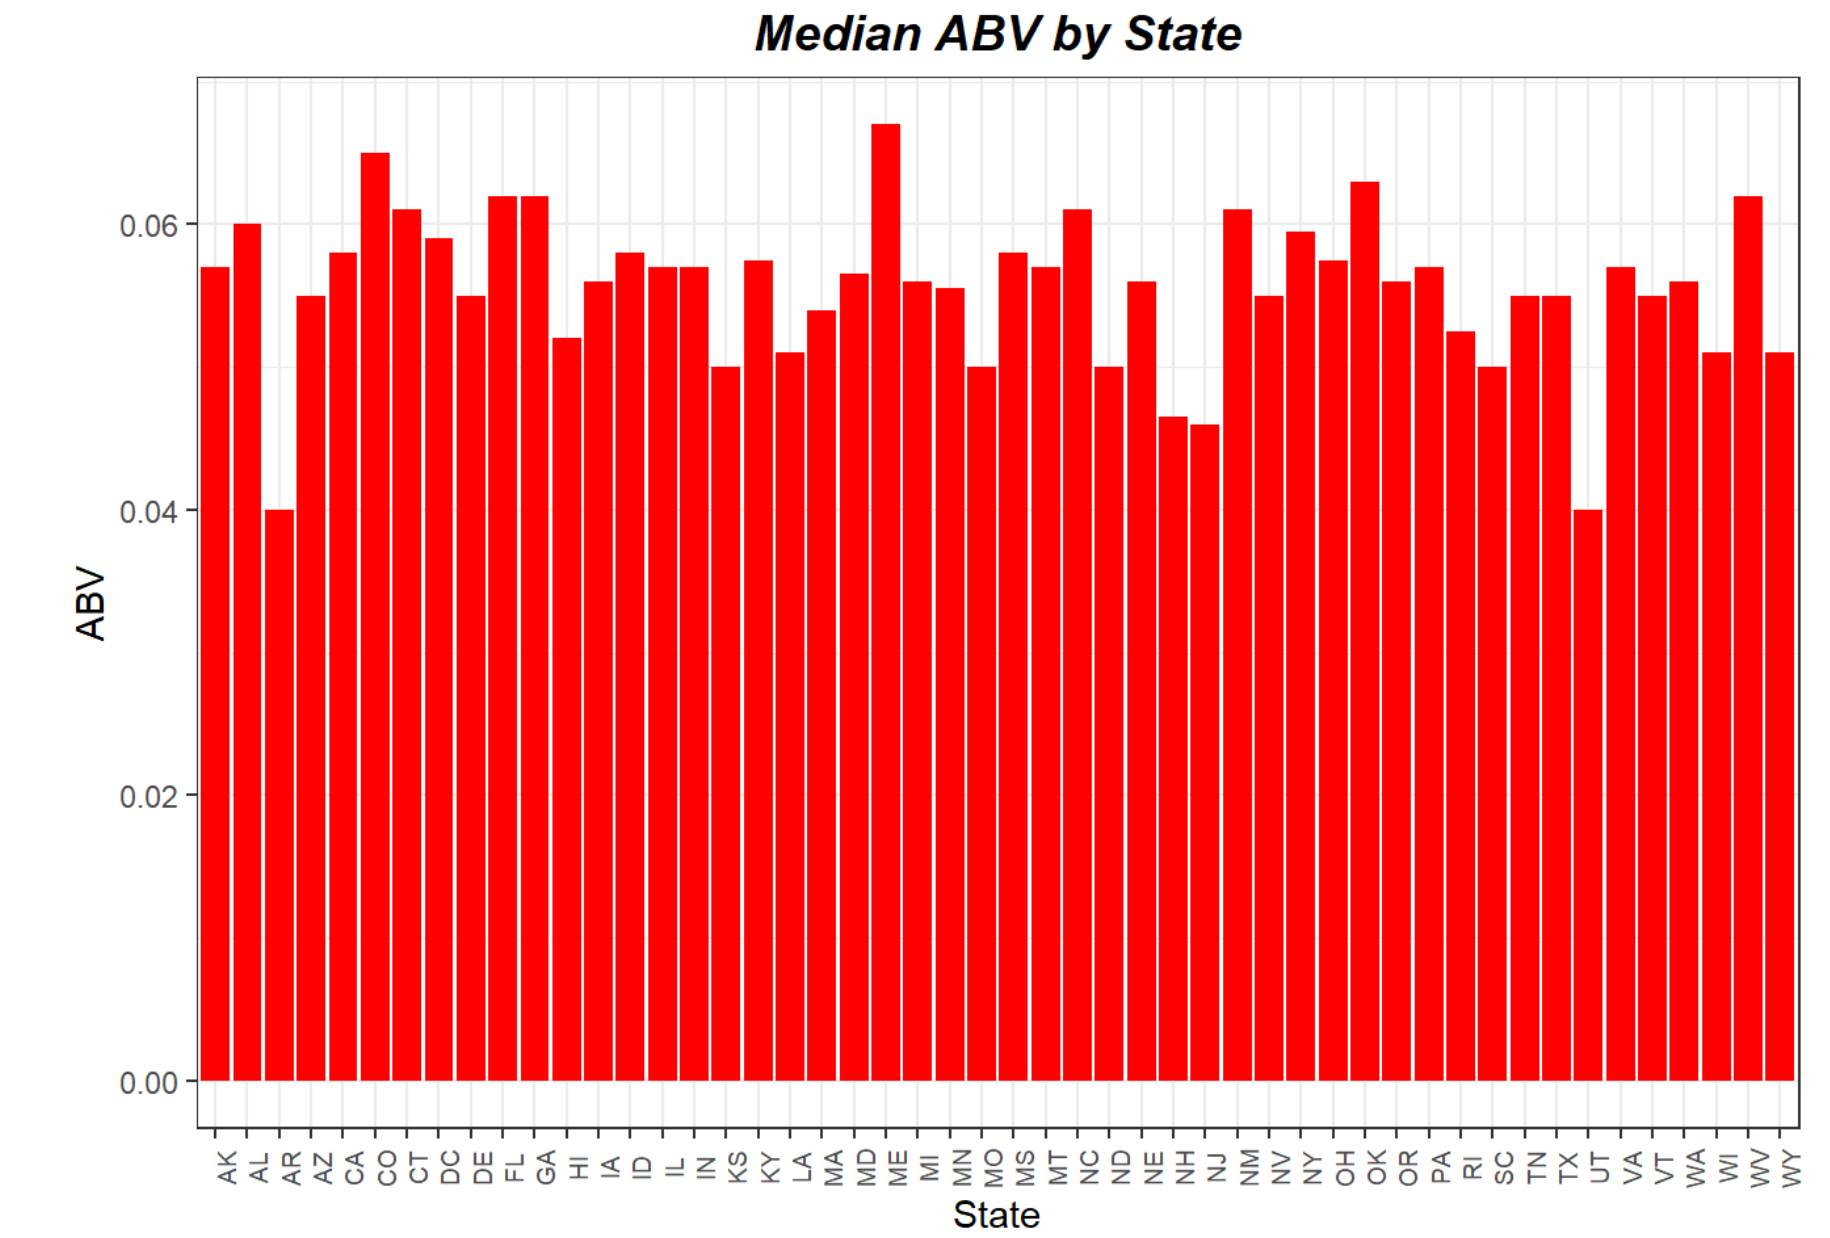 Median ABV by State
0.06
0.04
0.02
0.00
ABV
AK AL AR AZ CA CO CT DC DE FL GA HI IA ID IL IN KS KY LA MA MD ME MI MN MO MS MT NC ND NE NH NJ NM NV NY OH OK OR PA RI SC TN TX UT VA VT WA WI WV WY
State